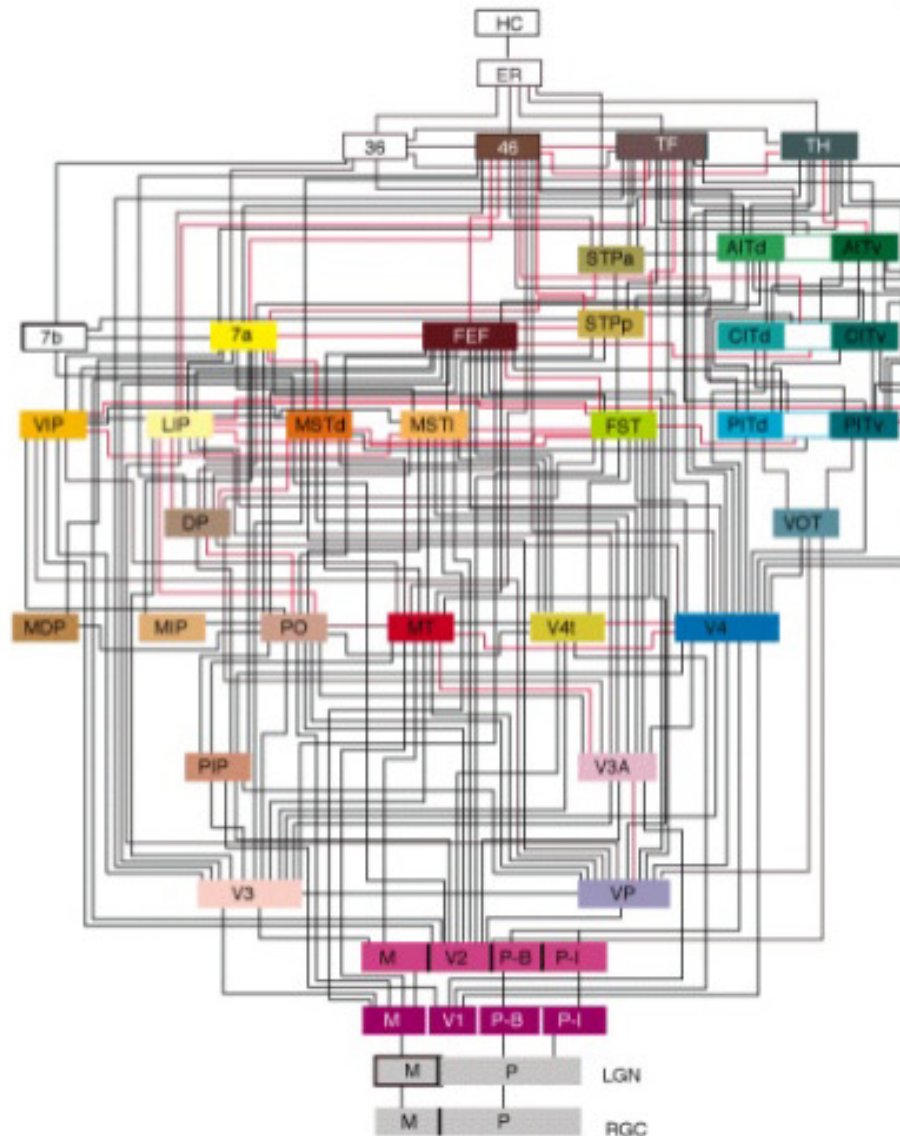 HC
ER
36 46 TF TH
STPa AITd AITv
7b 7a FEF STPp CITd CITv
VIP LIP MSTd MSTl FST PITd PITv
DP VOT
MDP MIP PO MT V4t V4
PIP V3A
V3 VP
M V2 P-B P-I
M V1 P-B P-I
M P LGN
M P RGC